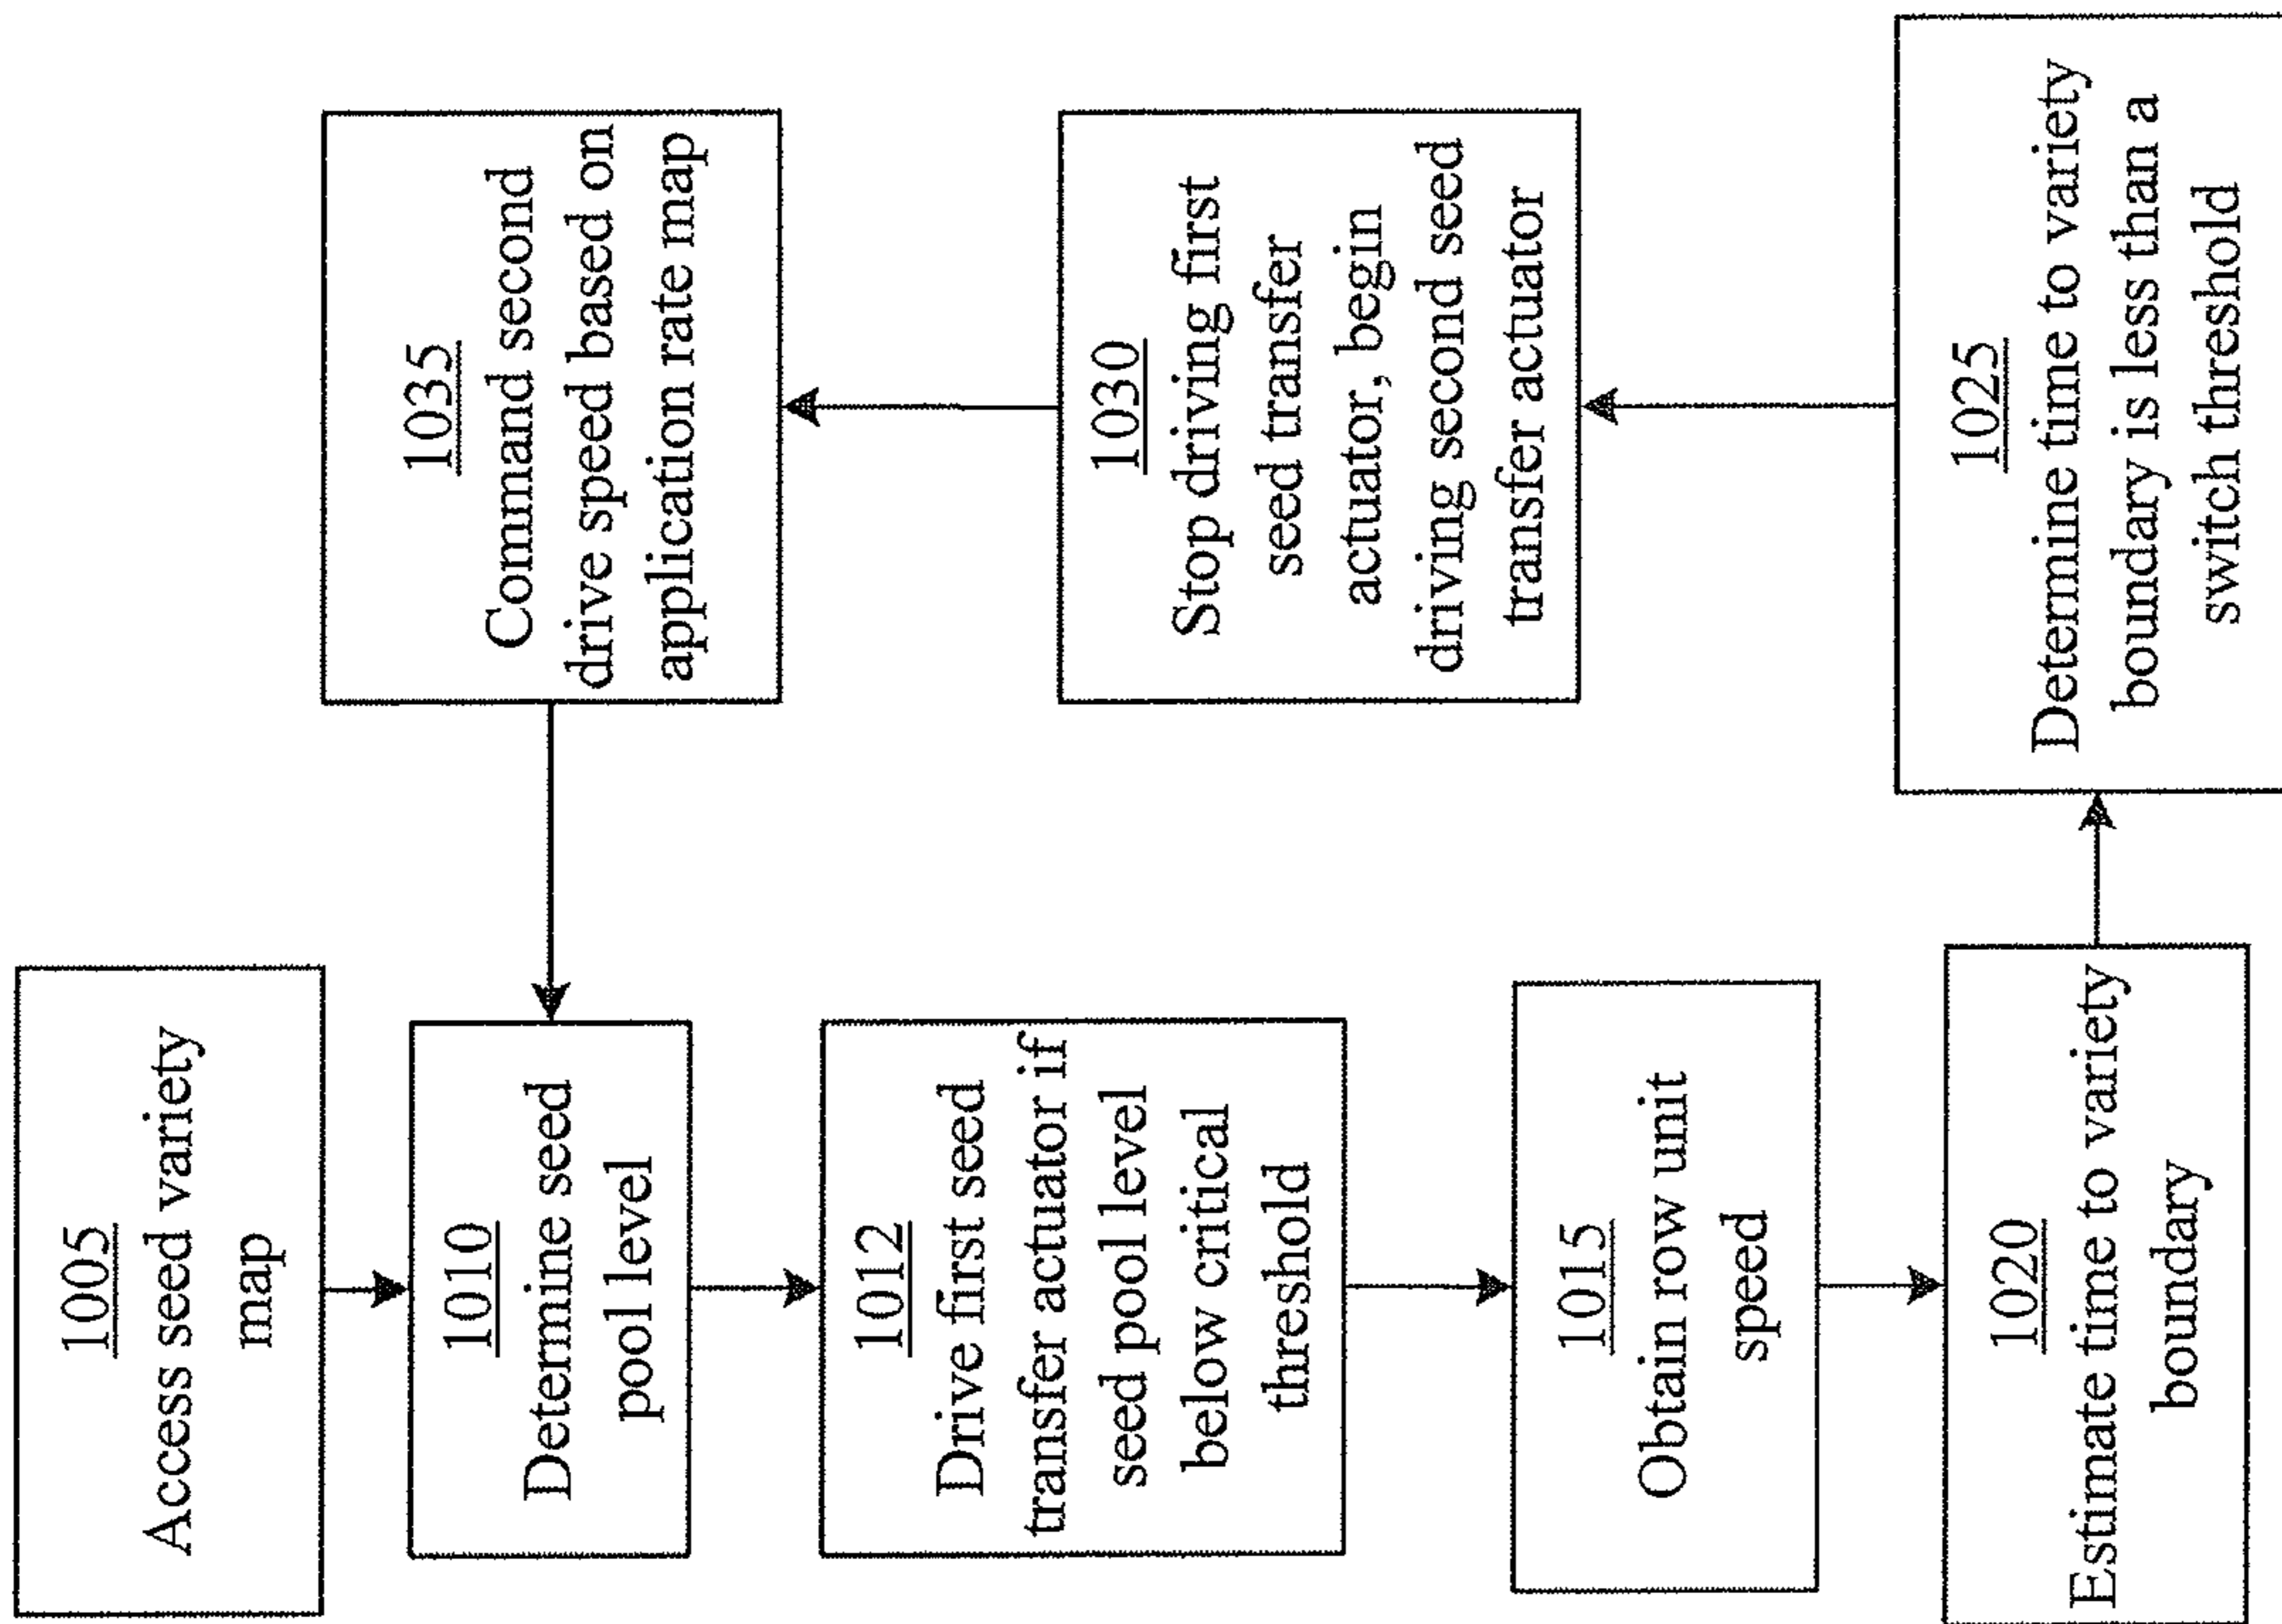 1005
Access seed variety
map
1010
Determine seed
pool level
1012
Drive first seed
transfer actuator if
seed pool level
below critical
threshold
1015
Obtain row unit
speed
1020
Estimate time to variety
boundary
1025
Determine time to variety
boundary is less than a
switch threshold
1030
Stop driving first
seed transfer
actuator, begin
driving second seed
transfer actuator
1035
Command second
drive speed based on
application rate map